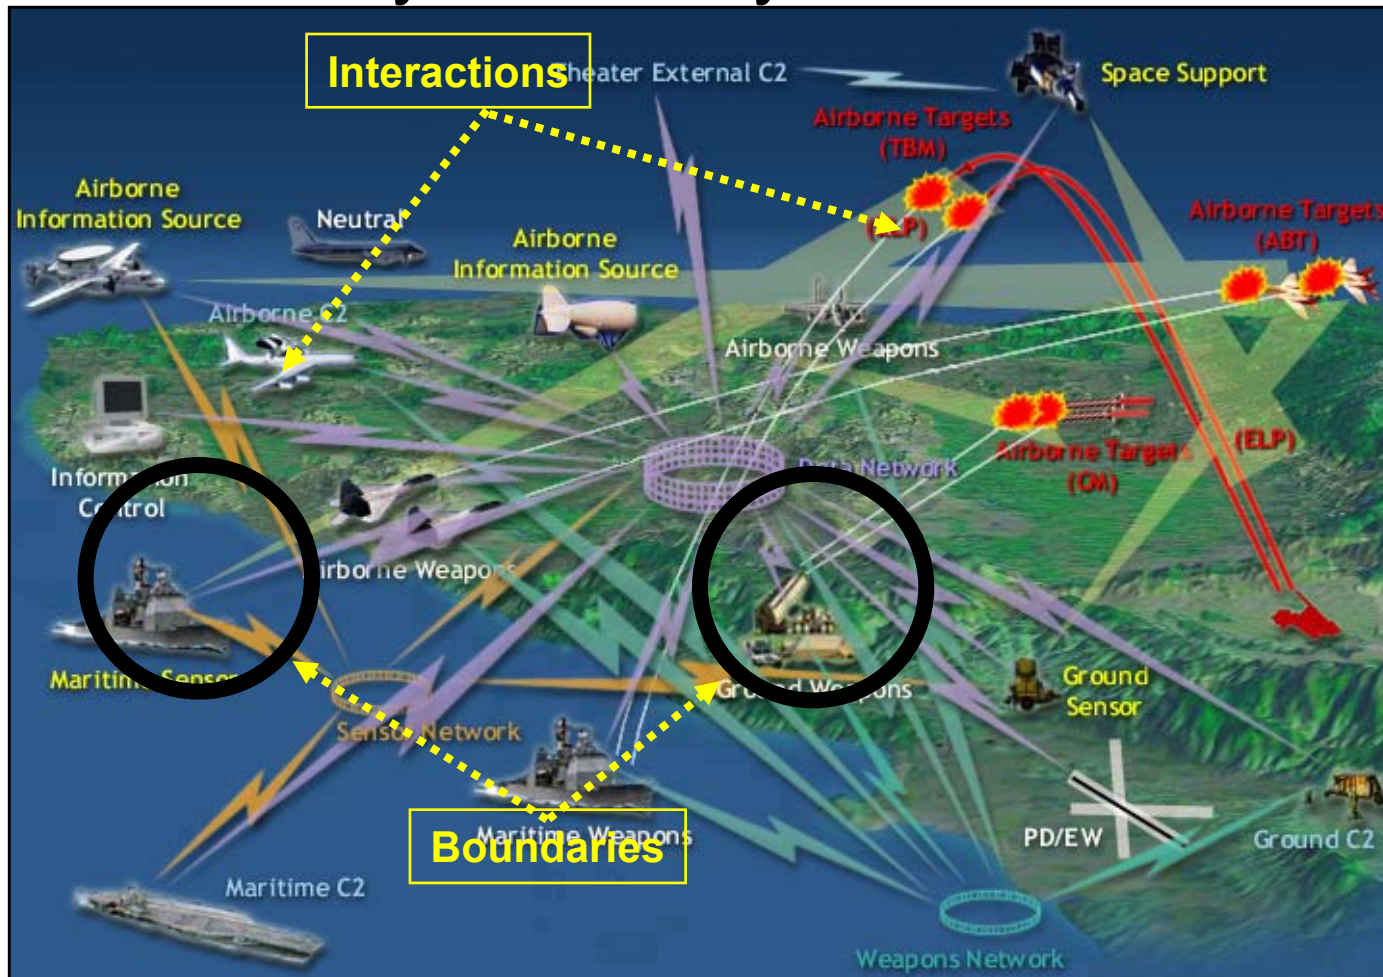 Interactions
Theater External C2
Space Support
Airborne Targets
(TBM)
Airborne
Information Source
Neutral
Airborne
Information Source
(ELP)
Airborne Targets
(ABT)
Airborne C2
Airborne Weapons
Information
Control
Data Network
Airborne Targets
(CM)
(ELP)
Airborne Weapons
Maritime Sensor
Ground Weapons
Ground
Sensor
Sensor Network
Maritime Weapons
Boundaries
PD/EW
Ground C2
Maritime C2
Weapons Network